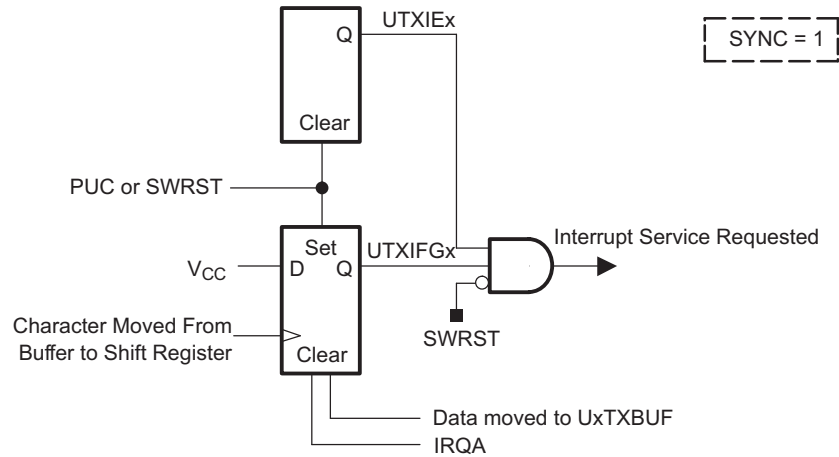 UTXIEx
SYNC = 1
Q
Clear
PUC or SWRST
Set
UTXIFGx
Interrupt Service Requested
VCC
D
Q
Character Moved From
Buffer to Shift Register
SWRST
Clear
Data moved to UxTXBUF
IRQA